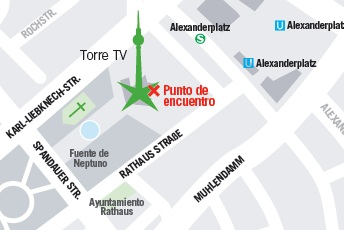 ROCHSTR.
Alexanderplatz
S
U Alexanderplatz
Torre TV
U Alexanderplatz
KARL-LIEBKNECH-STR.
Punto de
encuentro
SPANDAUER STR.
Fuente de
Neptuno
RATHAUS STRAßE
MUHLENDAMM
Ayuntamiento
Rathaus